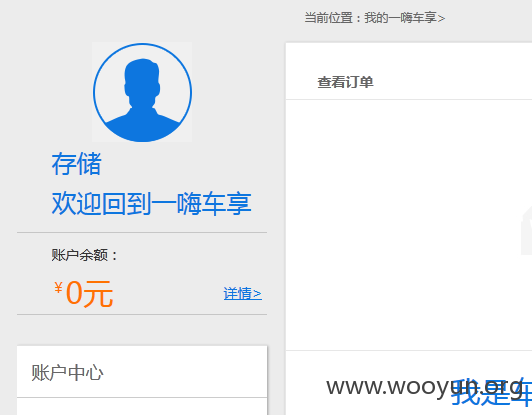 当前位置：我的一嗨车享>
存储
欢迎回到一嗨车享
账户余额：
¥0元
详情>
账户中心
查看订单
www.wooyun.org
我是车